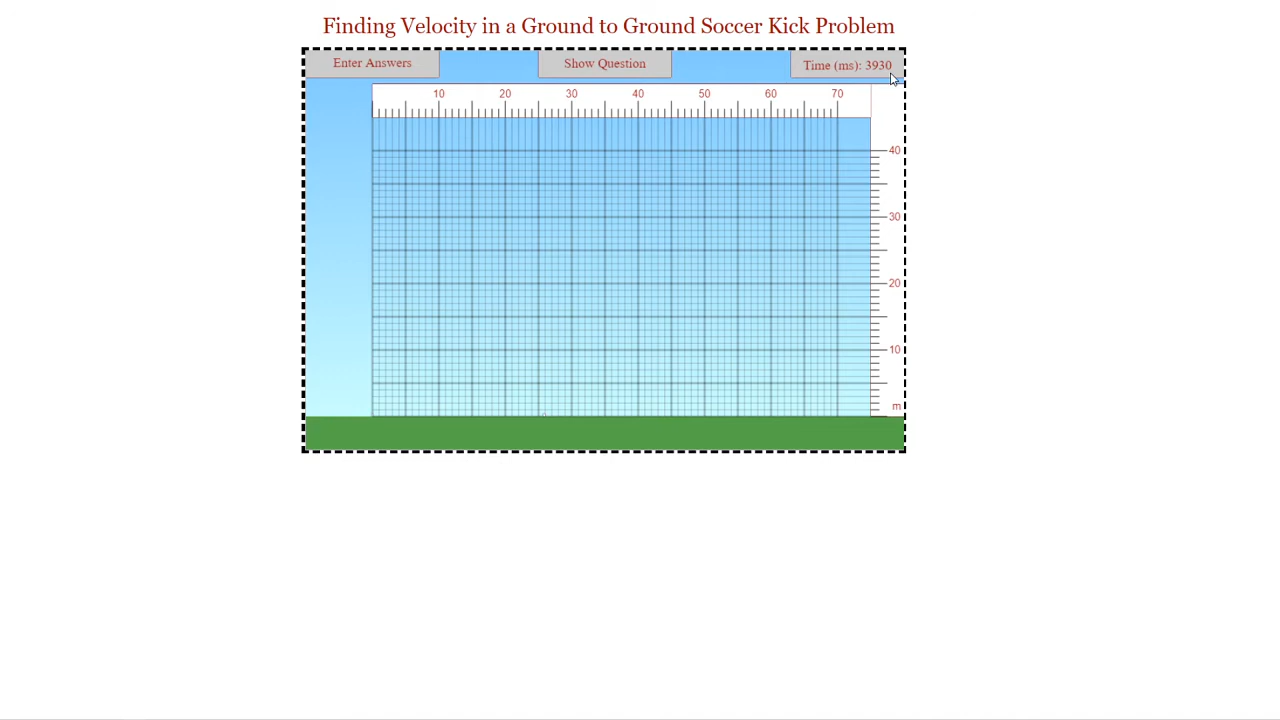 Finding Velocity in a Ground to Ground Soccer Kick Problem
Enter Answers
Show Question
Time (ms): 3930
10 20 30 40 50 60 70
40
30
20
10
m